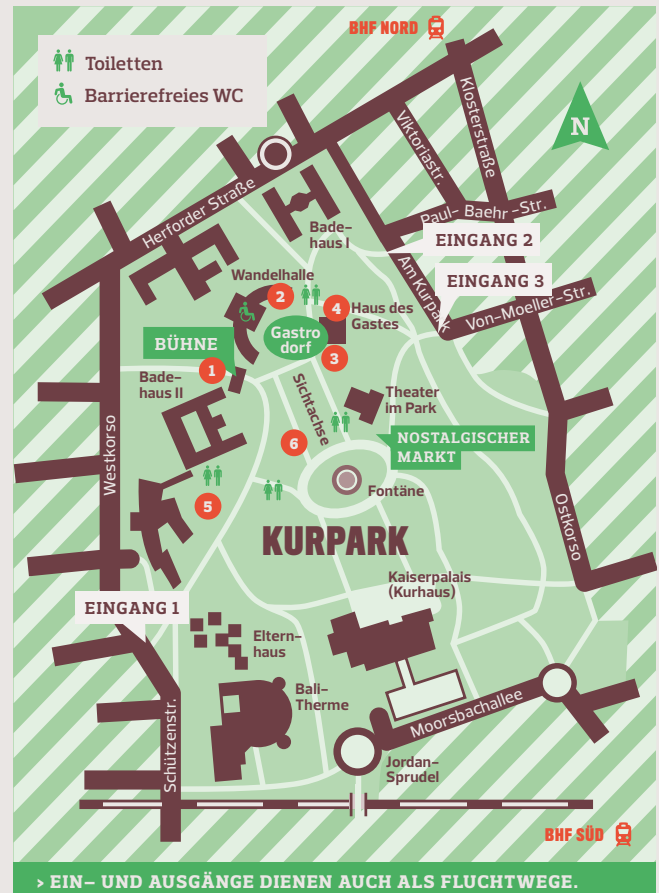 BHF NORD
Toiletten
Barrierefreies WC
N
Klosterstraße
Viktoriastr.
Herforder Straße
Paul-Baehr-Str.
Bade-
haus I
EINGANG 2
Am Kurpark
EINGANG 3
Von-Moeller-Str.
Wandelhalle
2
4
Haus des
Gastes
Gastro
dorf
BÜHNE
3
1
Bade-
haus II
Sichtachse
Theater
im Park
Westkorso
6
NOSTALGISCHER
MARKT
Fontäne
5
Ostkorso
KURPARK
Kaiserpalais
(Kurhaus)
EINGANG 1
Eltern-
haus
Bali-
Therme
Moorsbachallee
Schützenstr.
Jordan-
Sprudel
BHF SÜD
> EIN- UND AUSGÄNGE DIENEN AUCH ALS FLUCHTWEGE.